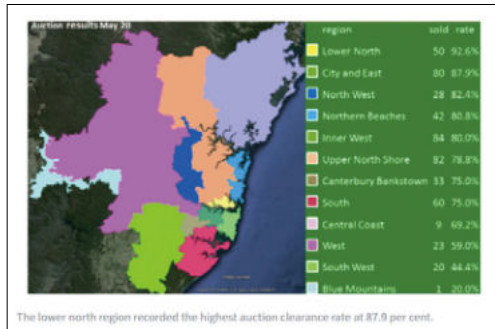 Auction results May 20
region sold .rate
Lower North 50 92.6%
City and East 80 87.9%
North West 28 82.4%
Northern Beaches 42 80.8%
Inner West 84 80.0%
Upper North Shore 82 78.8%
Canterbury Bankstown 33 75.0%
South 60 75.0%
Central Coast 9 69.2%
West 23 59.0%
South West 20 44.4%
Blue Mountains 1 20.0%
The lower north region recorded the highest auction clearance rate at 87.9 per cent.